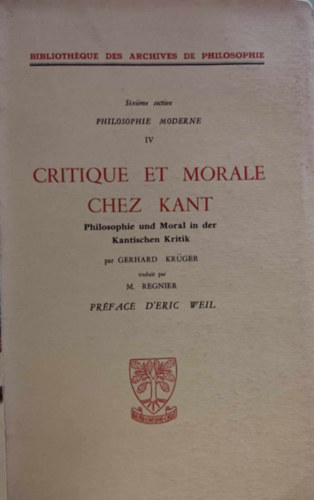 BIBLIOTHÈQUE DES ARCHIVES DE PHILOSOPHIE
Sixième section
PHILOSOPHIE MODERNE
IV
CRITIQUE ET MORALE
CHEZ KANT
Philosophie und Moral in der
Kantischen Kritik
par GERHARD KRÜGER
traduit par
M. REGNIER
PRÉFACE D'ERIC WEIL